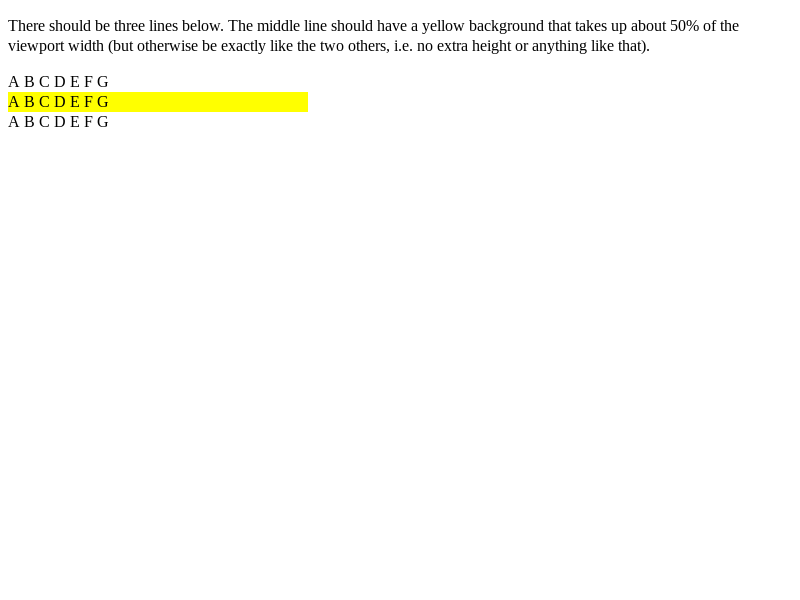 There should be three lines below. The middle line should have a yellow background that takes up about 50% of the
viewport width (but otherwise be exactly like the two others, i.e. no extra height or anything like that).
A B C D E F G
A B C D E F G
A B C D E F G